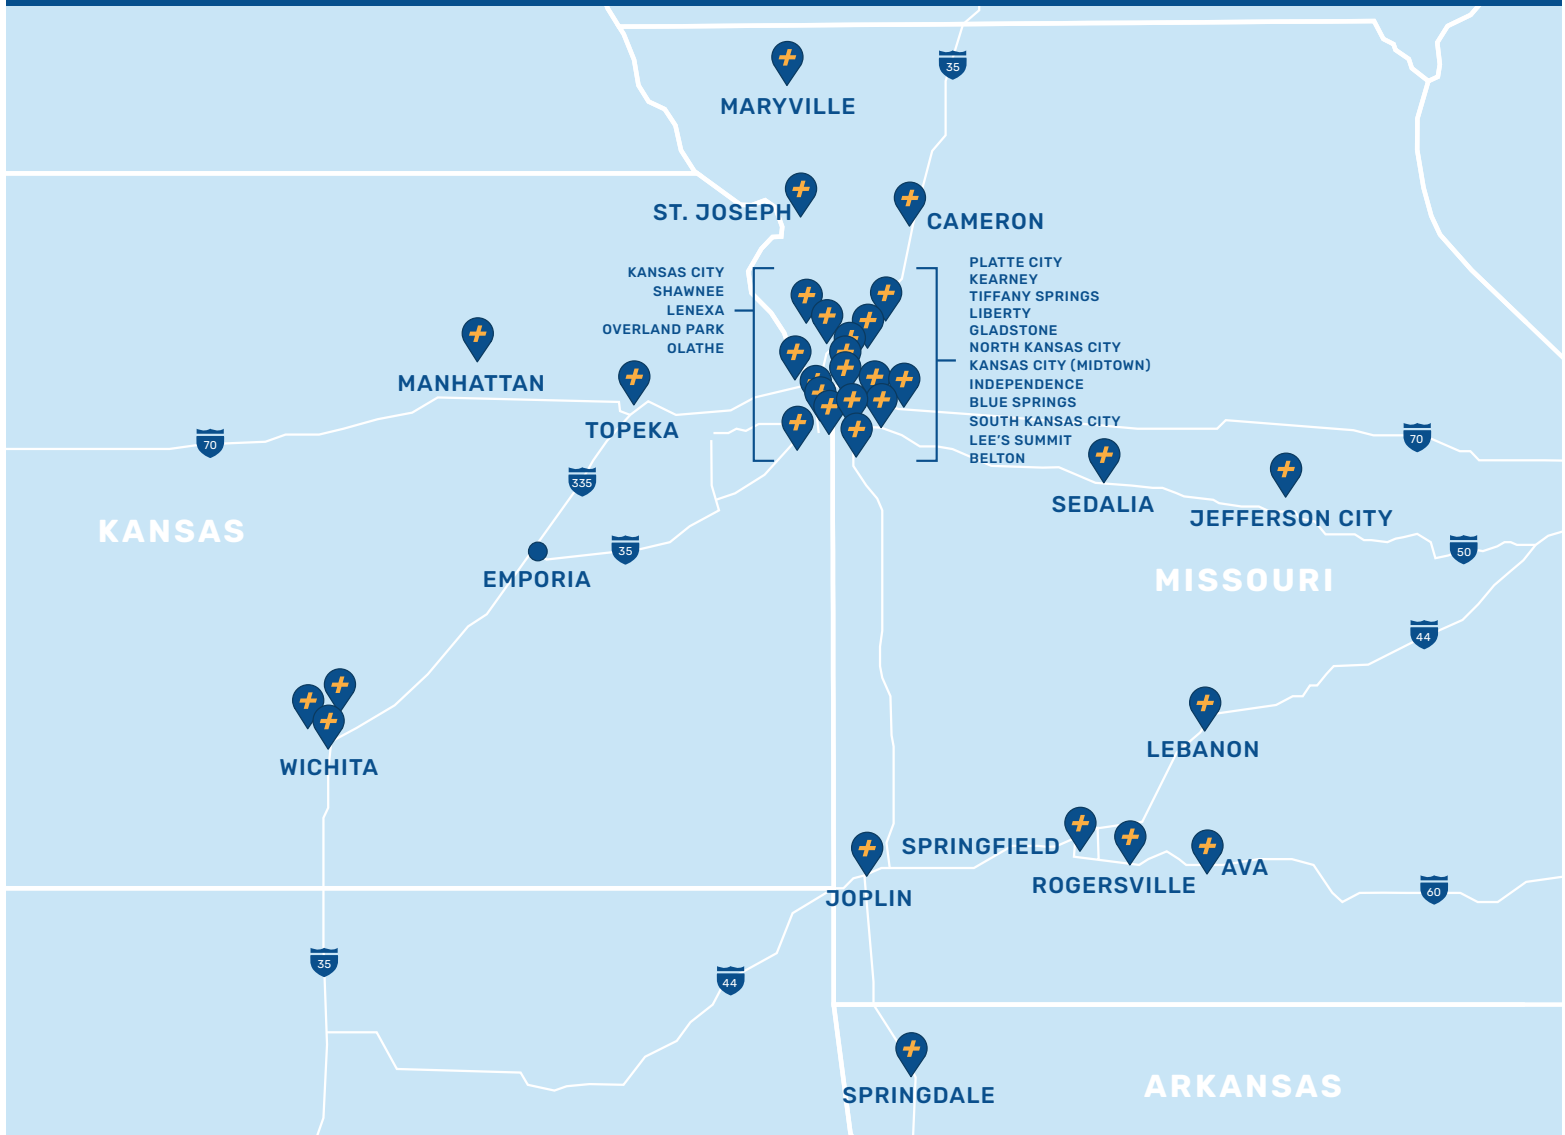 35
MARYVILLE
ST. JOSEPH
CAMERON
KANSAS CITY
SHAWNEE
LENEXA
OVERLAND PARK
OLATHE
PLATTE CITY
KEARNEY
TIFFANY SPRINGS
LIBERTY
GLADSTONE
NORTH KANSAS CITY
KANSAS CITY (MIDTOWN)
INDEPENDENCE
BLUE SPRINGS
SOUTH KANSAS CITY
LEE'S SUMMIT
BELTON
MANHATTAN
TOPEKA
70
70
335
SEDALIA
JEFFERSON CITY
KANSAS
35
50
EMPORIA
MISSOURI
44
WICHITA
LEBANON
SPRINGFIELD
ROGERSVILLE
AVA
60
JOPLIN
35
44
SPRINGDALE
ARKANSAS